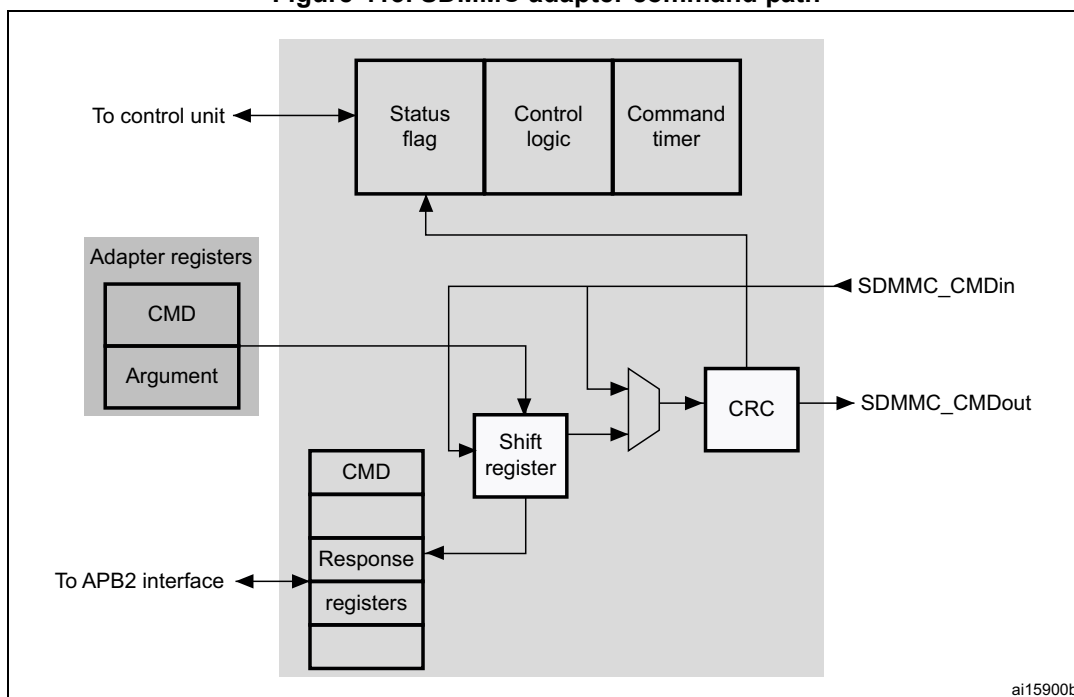 To control unit
Status
flag
Control
logic
Command
timer
Adapter registers
CMD
Argument
SDMMC_CMDin
CRC
SDMMC_CMDout
Shift
register
CMD
Response
registers
To APB2 interface
ai15900b